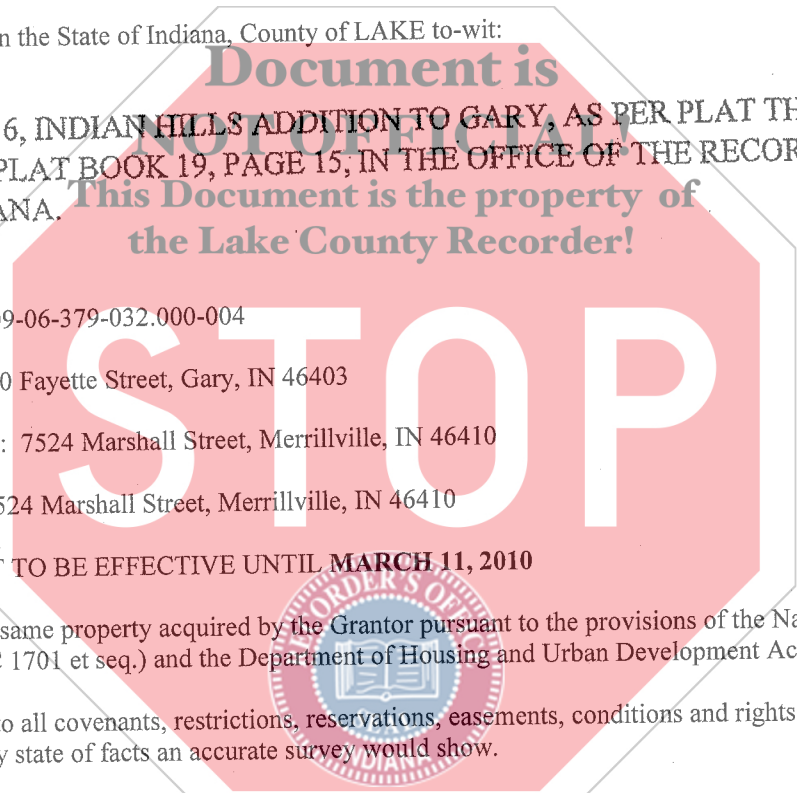 n the State of Indiana, County of LAKE to-wit:
Document is
NOT OFFICIAL!
6, INDIAN HILLS ADDITION TO GARY, AS PER PLAT TH
PLAT BOOK 19, PAGE 15, IN THE OFFICE OF THE RECOR
This Document is the property of
ANA.
the Lake County Recorder!
9-06-379-032.000-004
0 Fayette Street, Gary, IN 46403
STOP
: 7524 Marshall Street, Merrillville, IN 46410
524 Marshall Street, Merrillville, IN 46410
T TO BE EFFECTIVE UNTIL MARCH 11, 2010
RECORDER'S OFFICE
same property acquired by the Grantor pursuant to the provisions of the Na
C 1701 et seq.) and the Department of Housing and Urban Development Ac
o all covenants, restrictions, reservations, easements, conditions and rights
y state of facts an accurate survey would show.
INDIANA